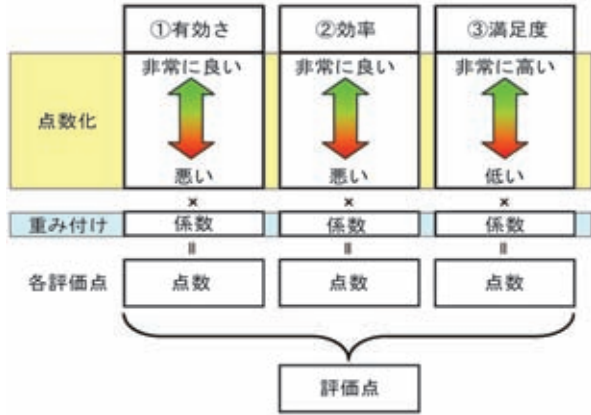 ①有効さ ②効率 ③満足度
非常に良い 非常に良い 非常に高い
点数化
悪い 悪い 低い
× × ×
重み付け 係数 係数 係数
= = =
各評価点 点数 点数 点数
評価点